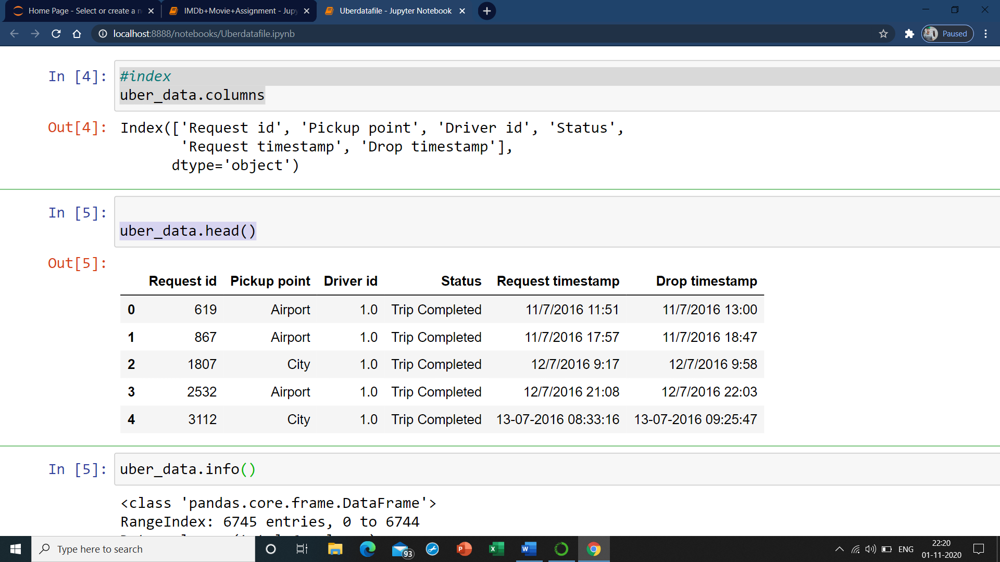 Home Page - Select or create a n
IMDb+Movie+Assignment - Jupy
Uberdatafile - Jupyter Notebook
localhost:8888/notebooks/Uberdatafile.ipynb
Paused
In [4]:
#index
uber_data.columns
Out[4]:
Index(['Request id', 'Pickup point', 'Driver id', 'Status',
'Request timestamp', 'Drop timestamp'],
dtype='object')
In [5]:
uber_data.head()
Out[5]:
Request id Pickup point Driver id Status Request timestamp Drop timestamp
0 619 Airport 1.0 Trip Completed 11/7/2016 11:51 11/7/2016 13:00
1 867 Airport 1.0 Trip Completed 11/7/2016 17:57 11/7/2016 18:47
2 1807 City 1.0 Trip Completed 12/7/2016 9:17 12/7/2016 9:58
3 2532 Airport 1.0 Trip Completed 12/7/2016 21:08 12/7/2016 22:03
4 3112 City 1.0 Trip Completed 13-07-2016 08:33:16 13-07-2016 09:25:47
In [5]: uber_data.info()
<class 'pandas.core.frame.DataFrame'>
RangeIndex: 6745 entries, 0 to 6744
Type here to search
93
ENG
22:20
01-11-2020